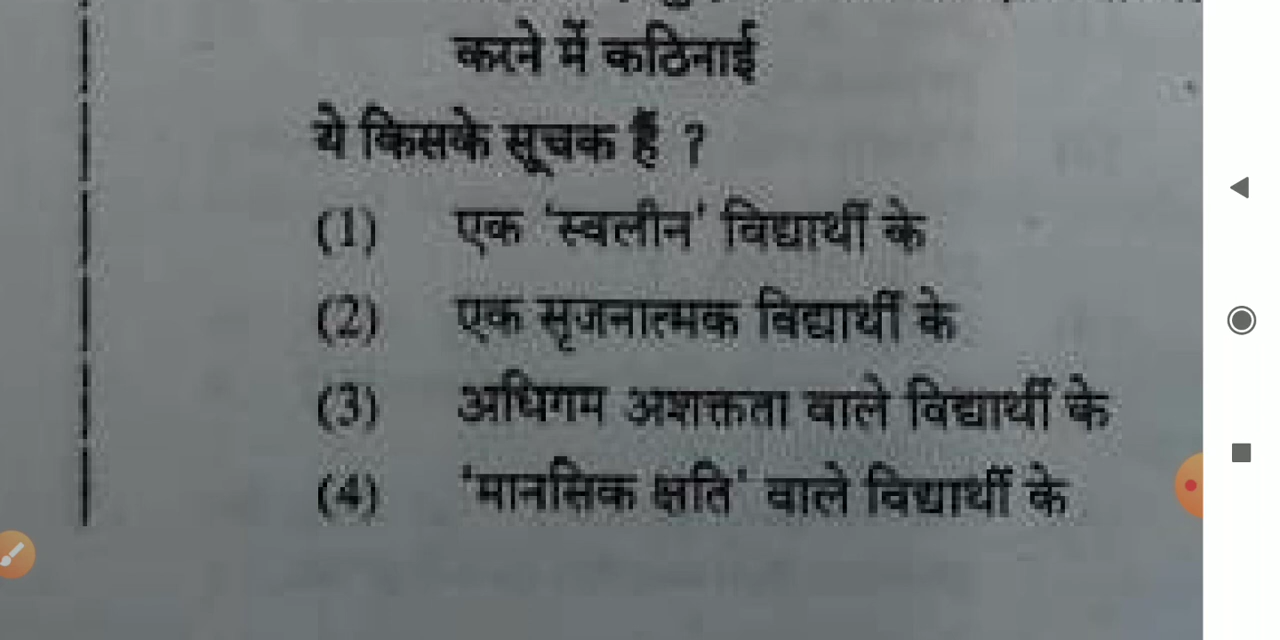 करने में कठिनाई
ये किसके सूचक हैं ?
(1) एक 'स्वलीन' विद्यार्थी के
(2) एक सृजनात्मक विद्यार्थी के
(3) अधिगम अशक्तता वाले विद्यार्थी के
(4) 'मानसिक क्षति' वाले विद्यार्थी के